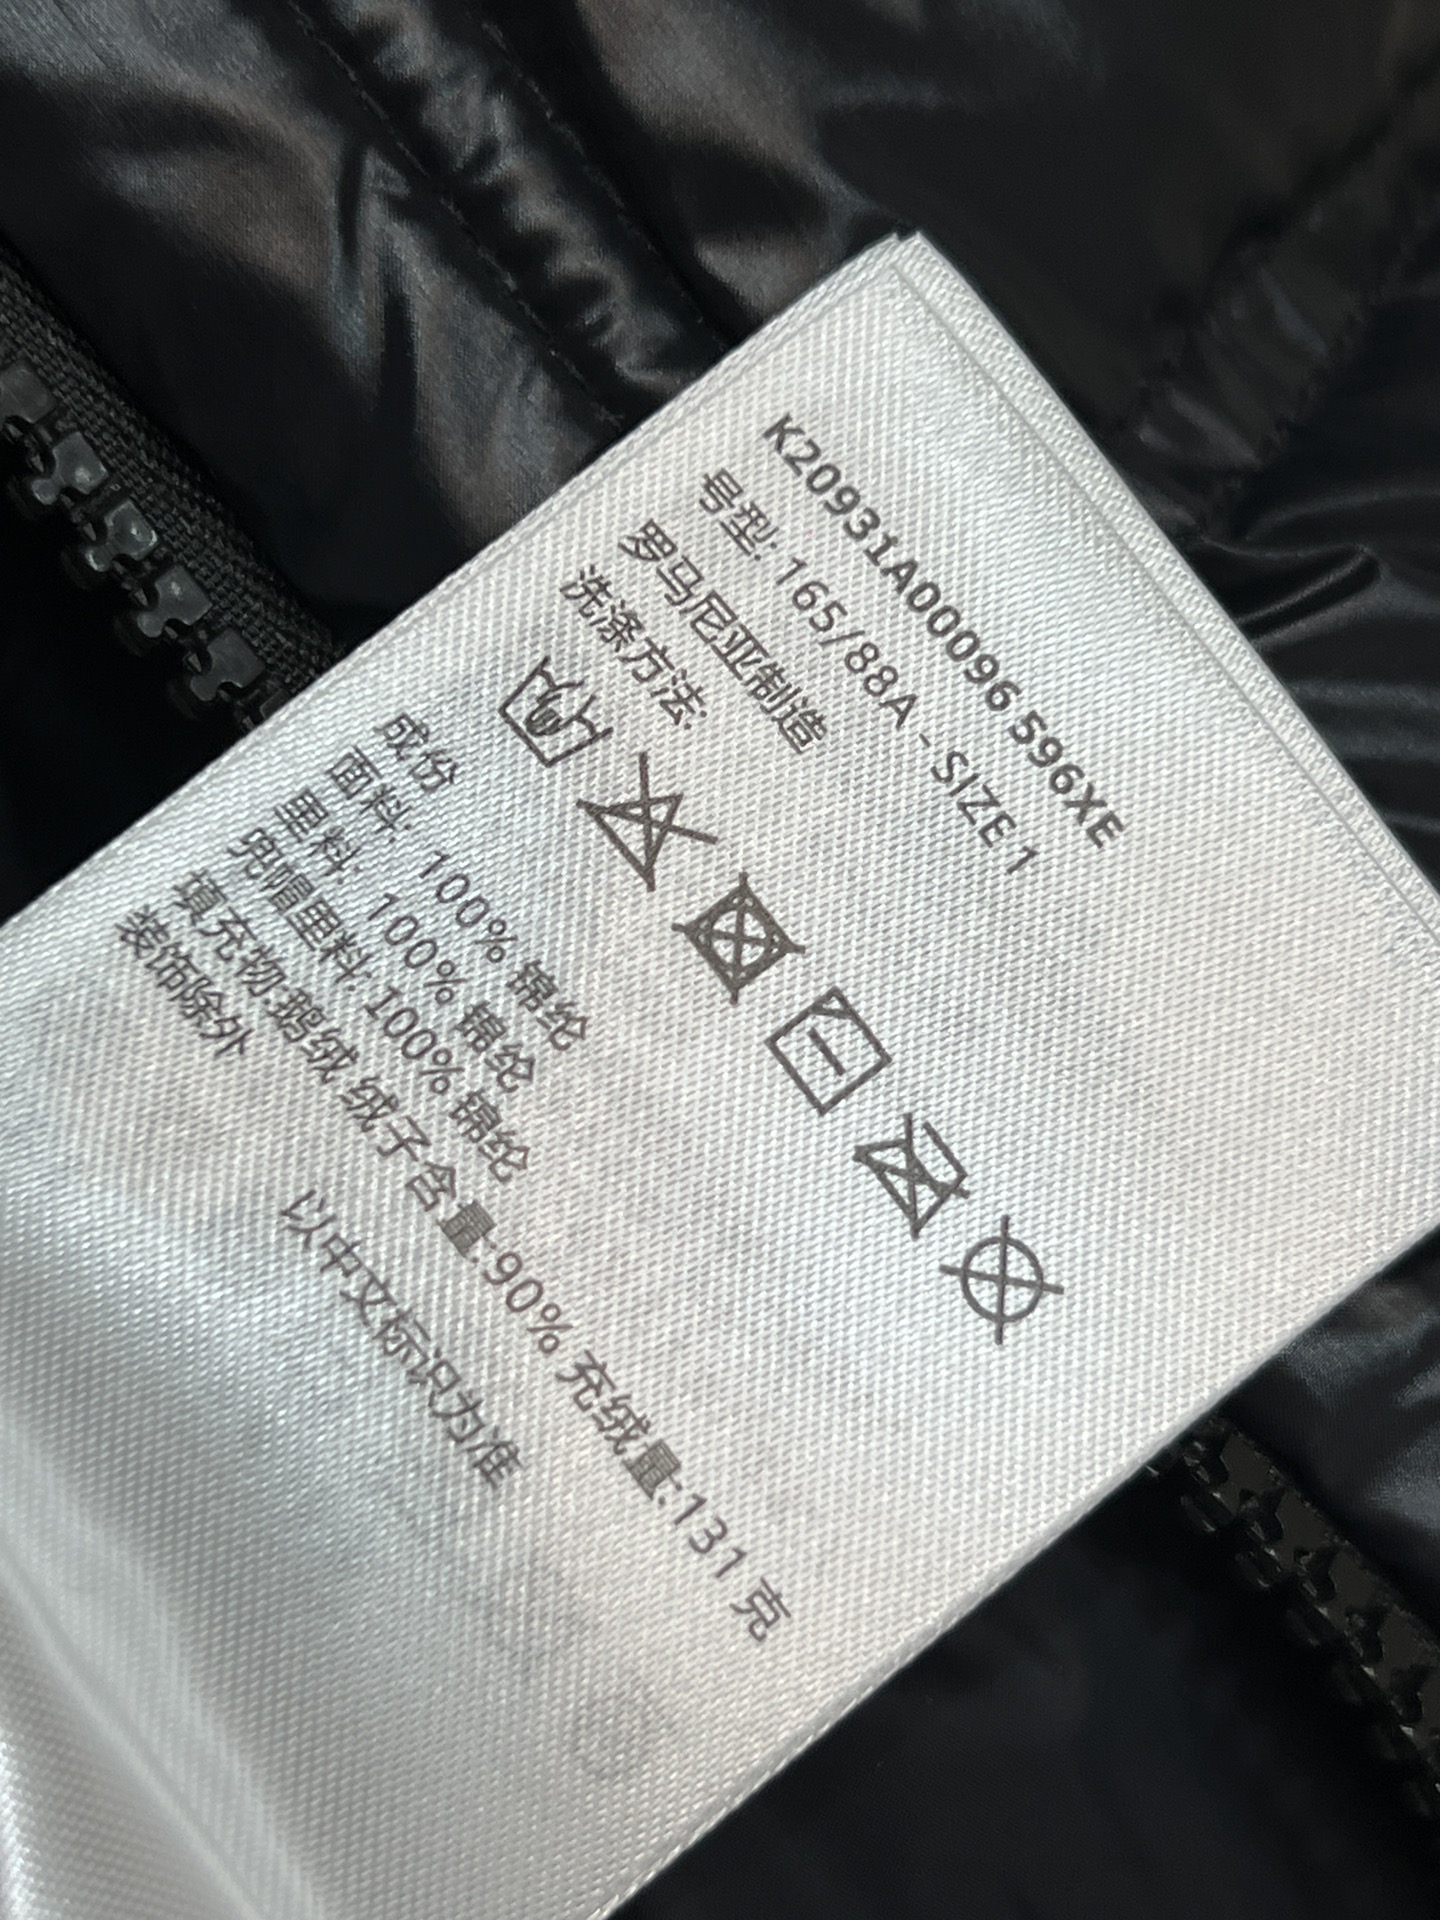 K20931A00096 596XE
号型: 165/88A - SIZE 1
罗马尼亚制造
洗涤方法:
成份
面料: 100% 锦纶
里料: 100% 锦纶
兜帽里料: 100% 锦纶
填充物:鹅绒 绒子含量:90% 充绒量:131 克
装饰除外
以中文标识为准